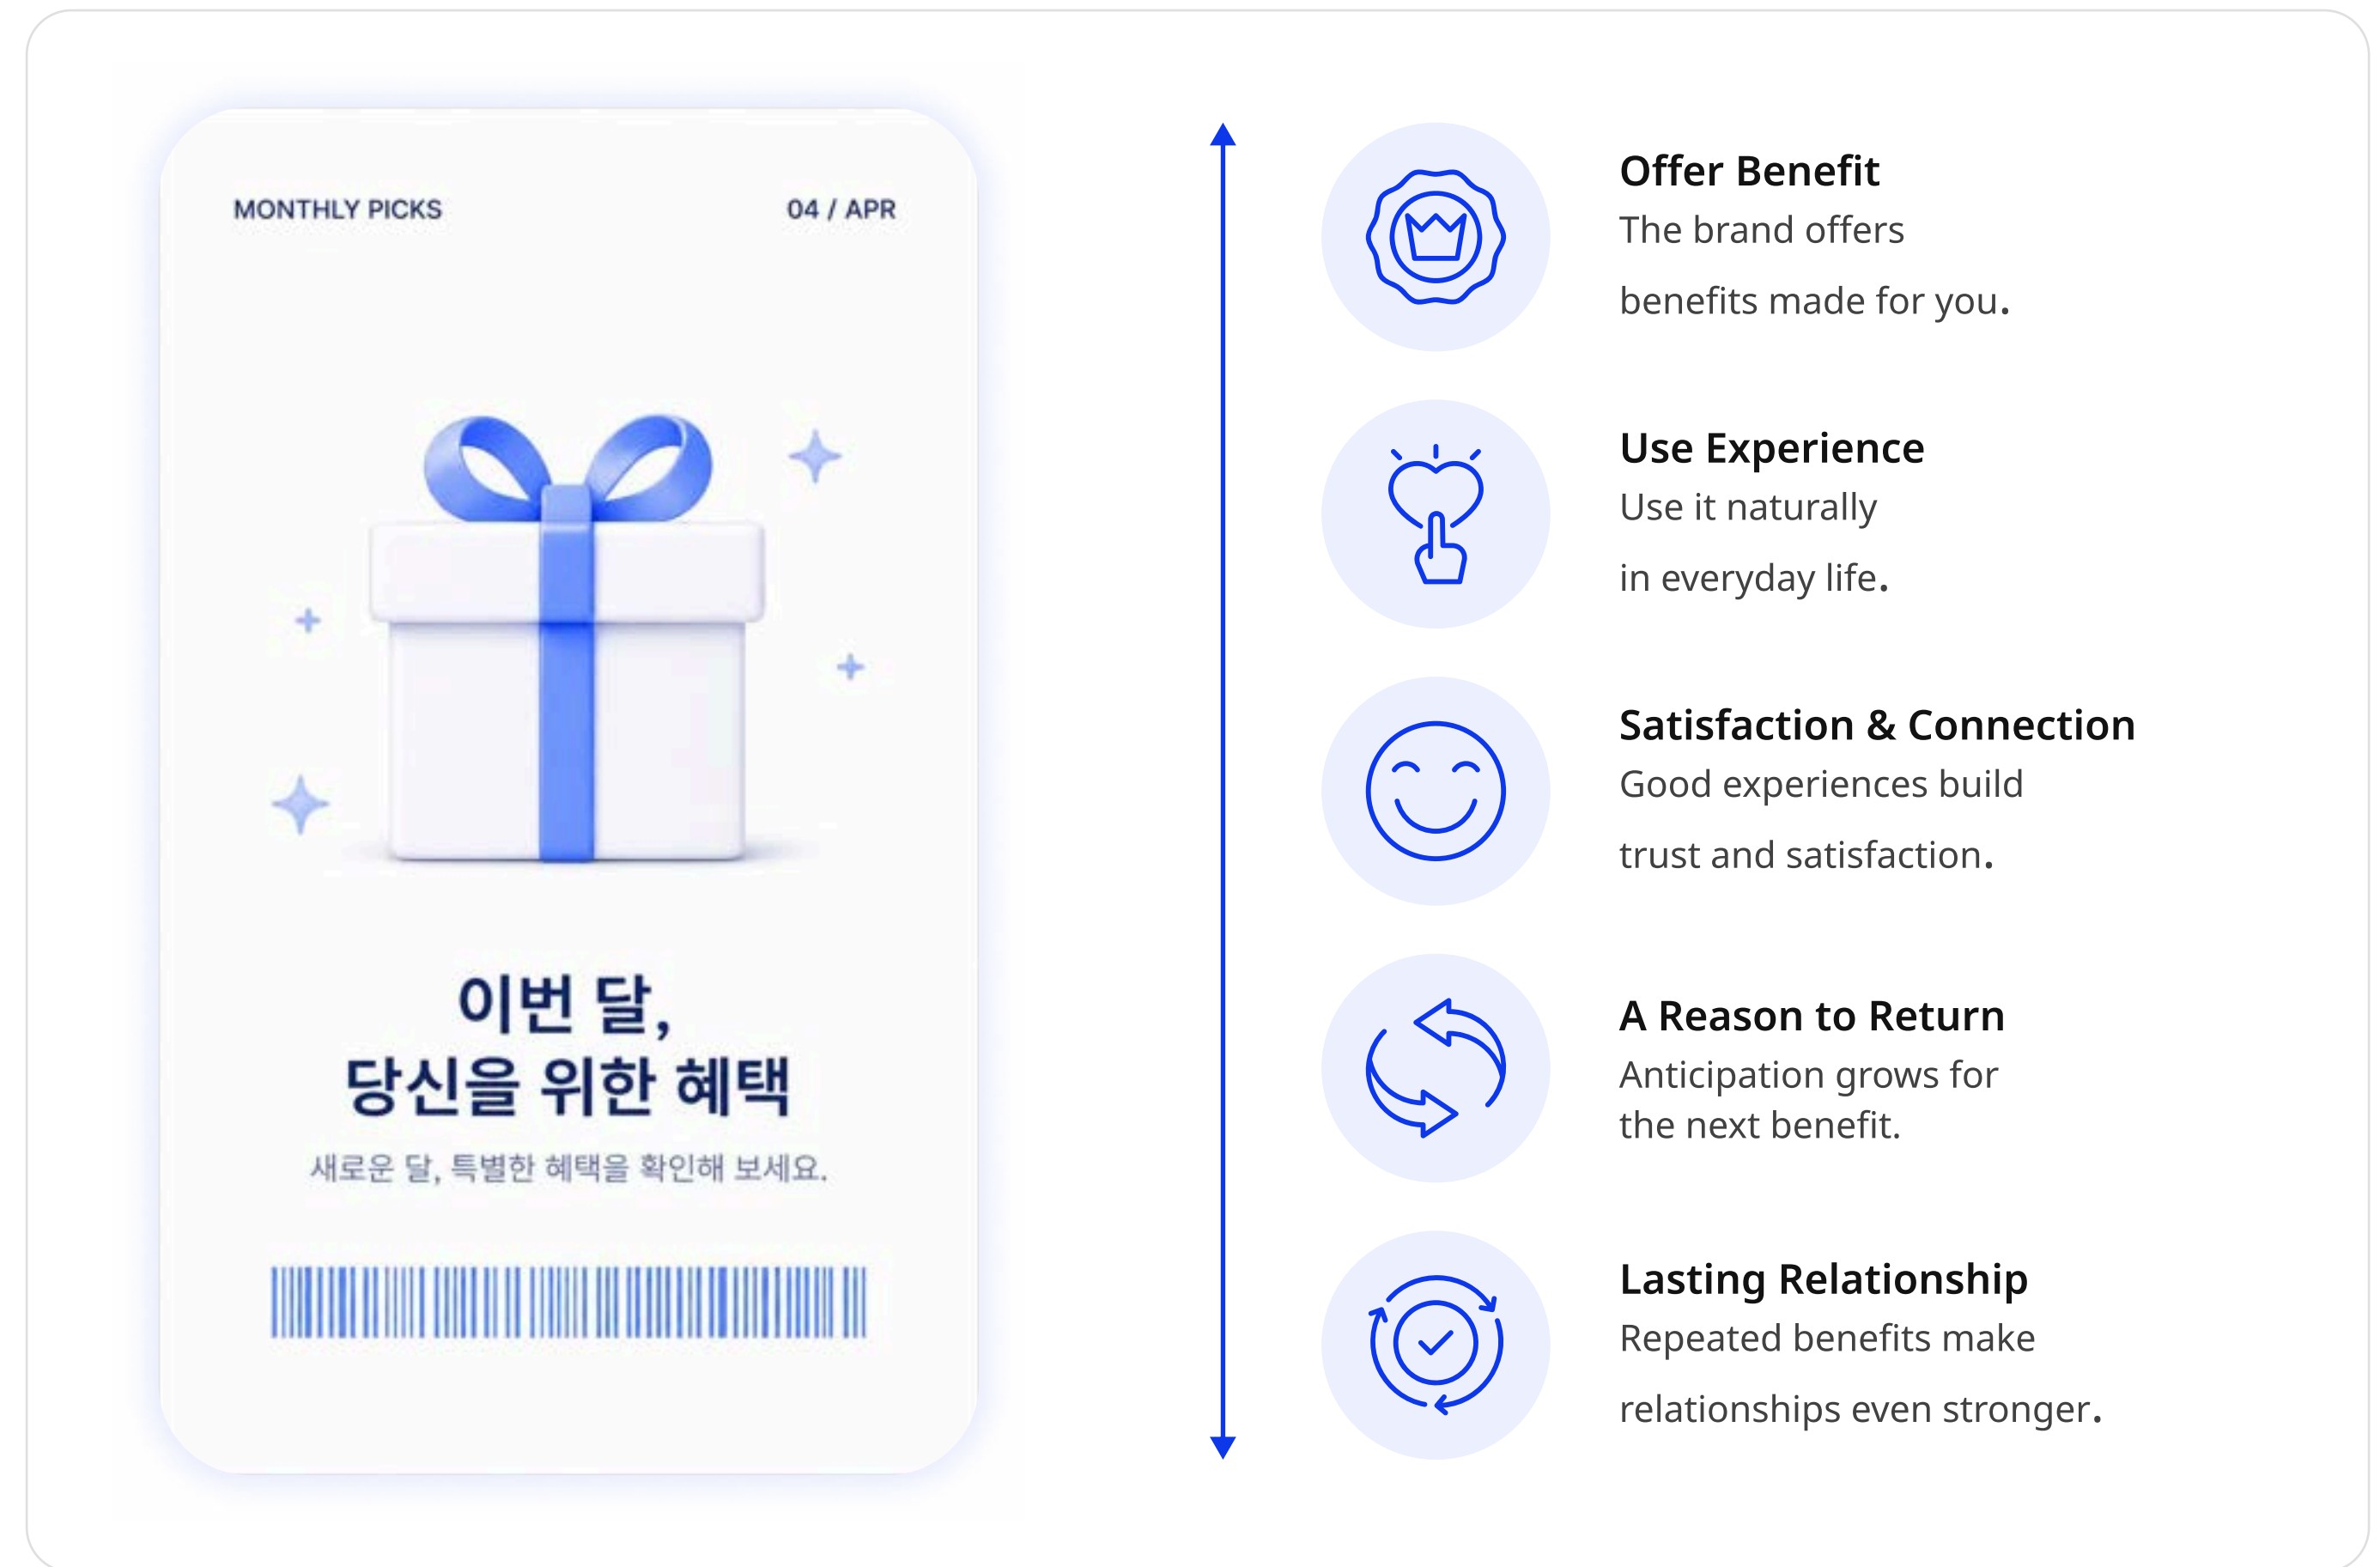 MONTHLY PICKS
04 / APR
이번 달,
당신을 위한 혜택
새로운 달, 특별한 혜택을 확인해 보세요.
Offer Benefit
The brand offers
benefits made for you.
Use Experience
Use it naturally
in everyday life.
Satisfaction & Connection
Good experiences build
trust and satisfaction.
A Reason to Return
Anticipation grows for
the next benefit.
Lasting Relationship
Repeated benefits make
relationships even stronger.